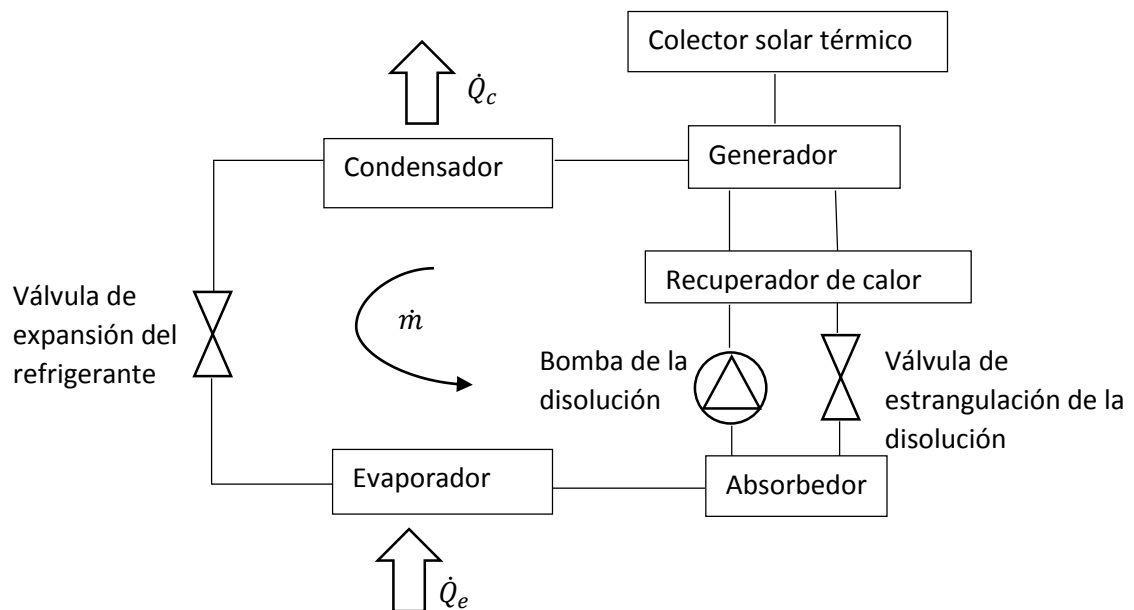 Colector solar térmico
Q̇c
Generador
Condensador
Recuperador de calor
Válvula de
expansión del
refrigerante
ṁ
Bomba de la
disolución
Válvula de
estrangulación de la
disolución
Evaporador
Absorbedor
Q̇e